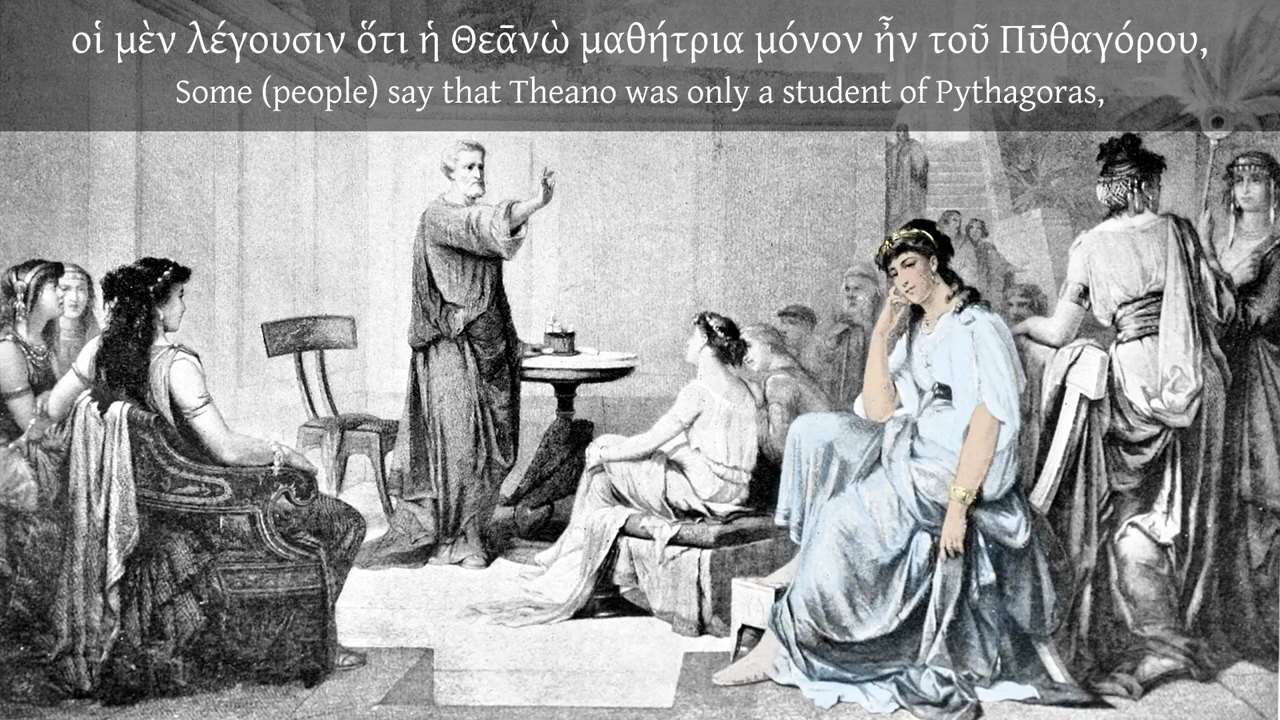 οἱ μὲν λέγουσιν ὅτι ἡ Θεᾱνὼ μαθήτρια μόνον ἦν τοῦ Πῡθαγόρου,
Some (people) say that Theano was only a student of Pythagoras,